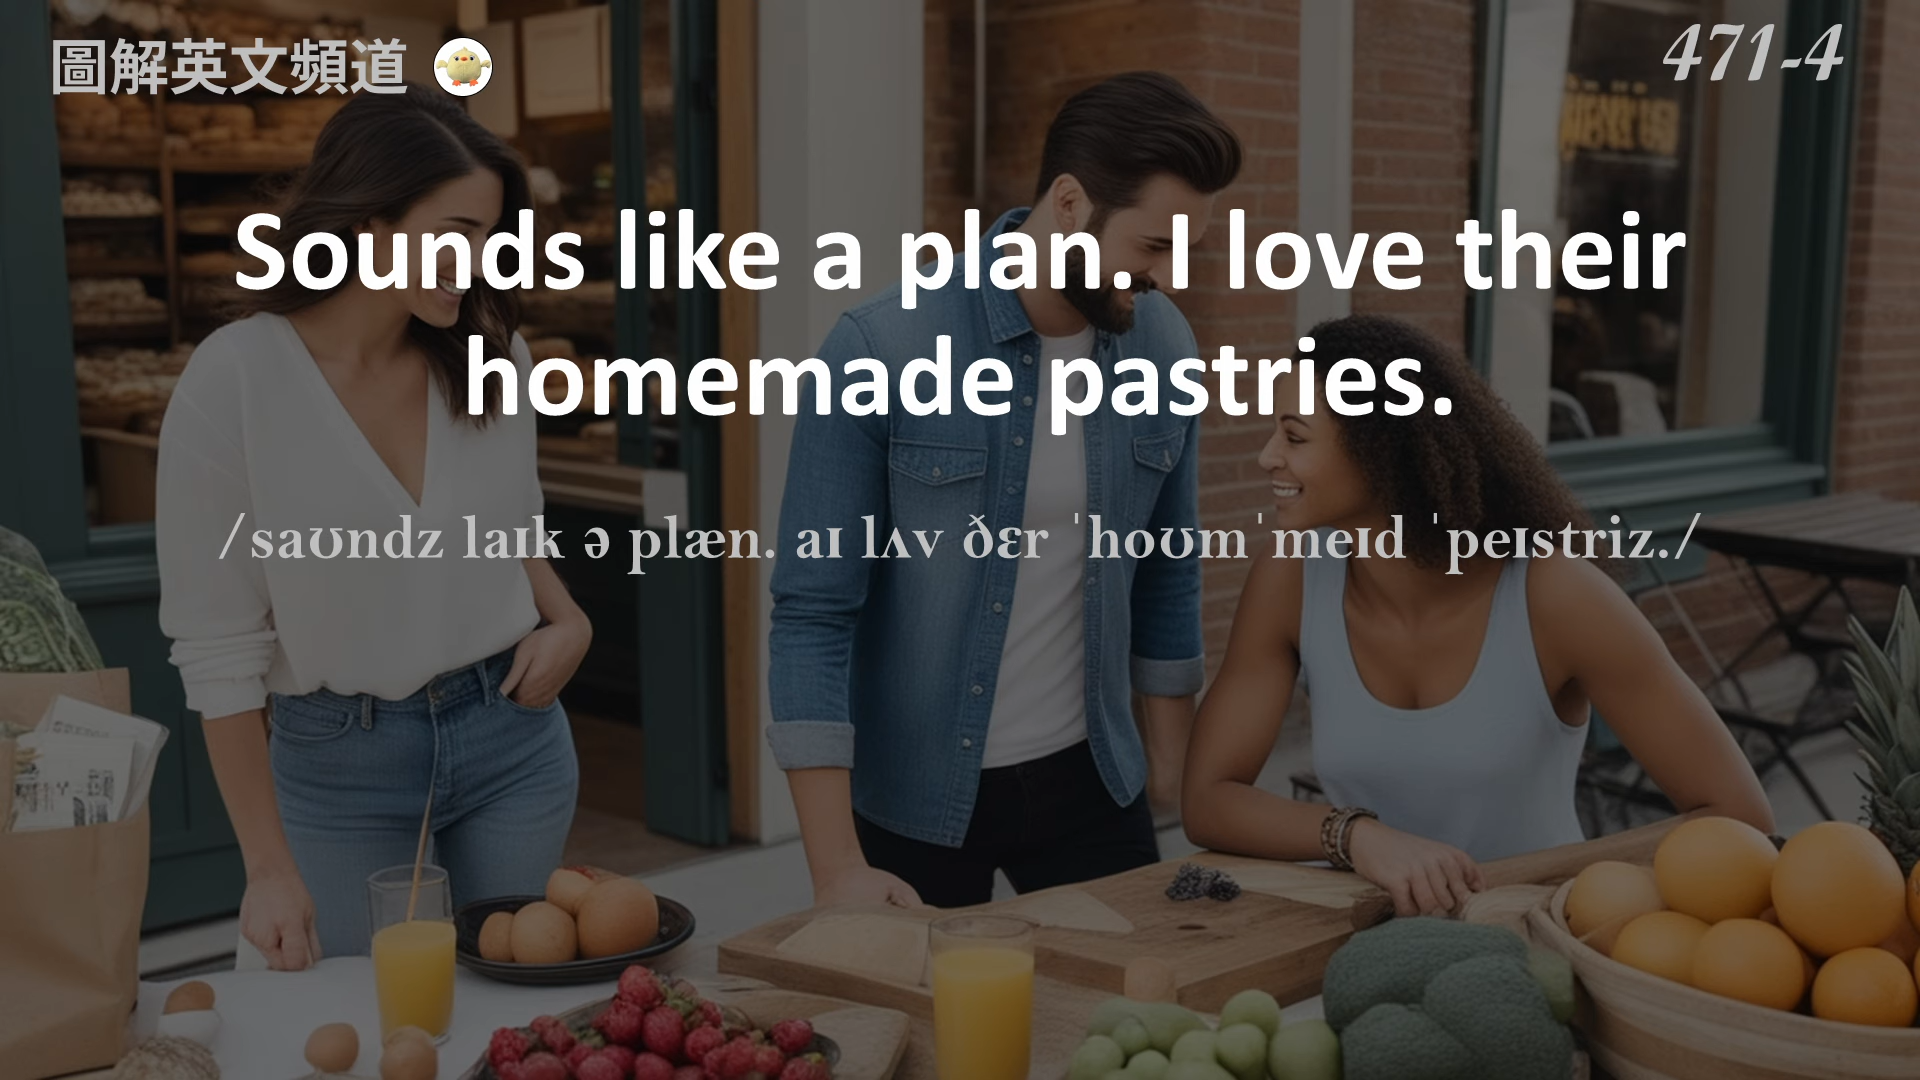 圖解英文頻道
471-4
Sounds like a plan. I love their
homemade pastries.
/saʊndz laɪk ə plæn. aɪ lʌv ðɛr ˈhoʊmˈmeɪd ˈpeɪstriz./